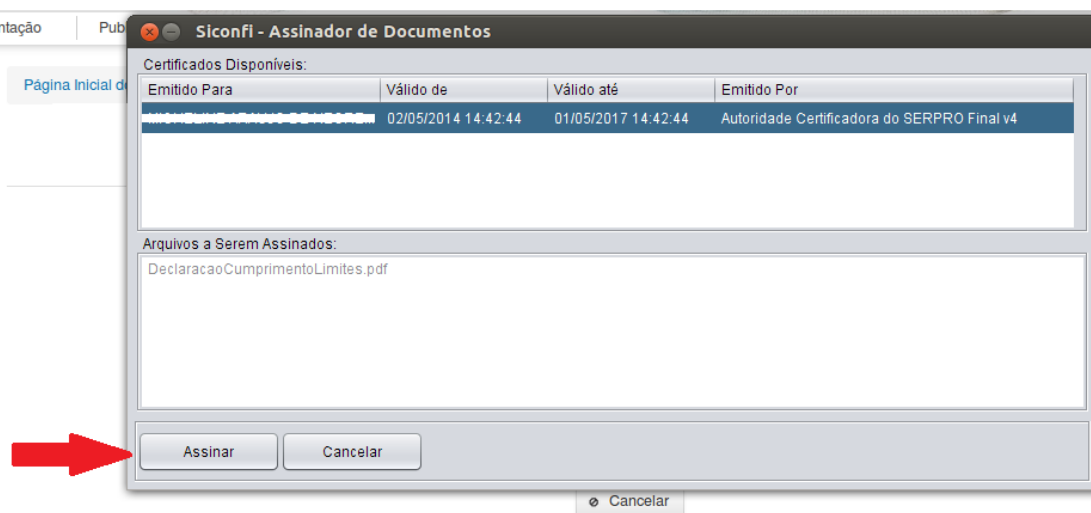 ntação Pub
Siconfi - Assinador de Documentos
Página Inicial d
Certificados Disponíveis:
Emitido Para Válido de Válido até Emitido Por
02/05/2014 14:42:44 01/05/2017 14:42:44 Autoridade Certificadora do SERPRO Final v4
Arquivos a Serem Assinados:
DeclaracaoCumprimentoLimites.pdf
Assinar Cancelar
Cancelar